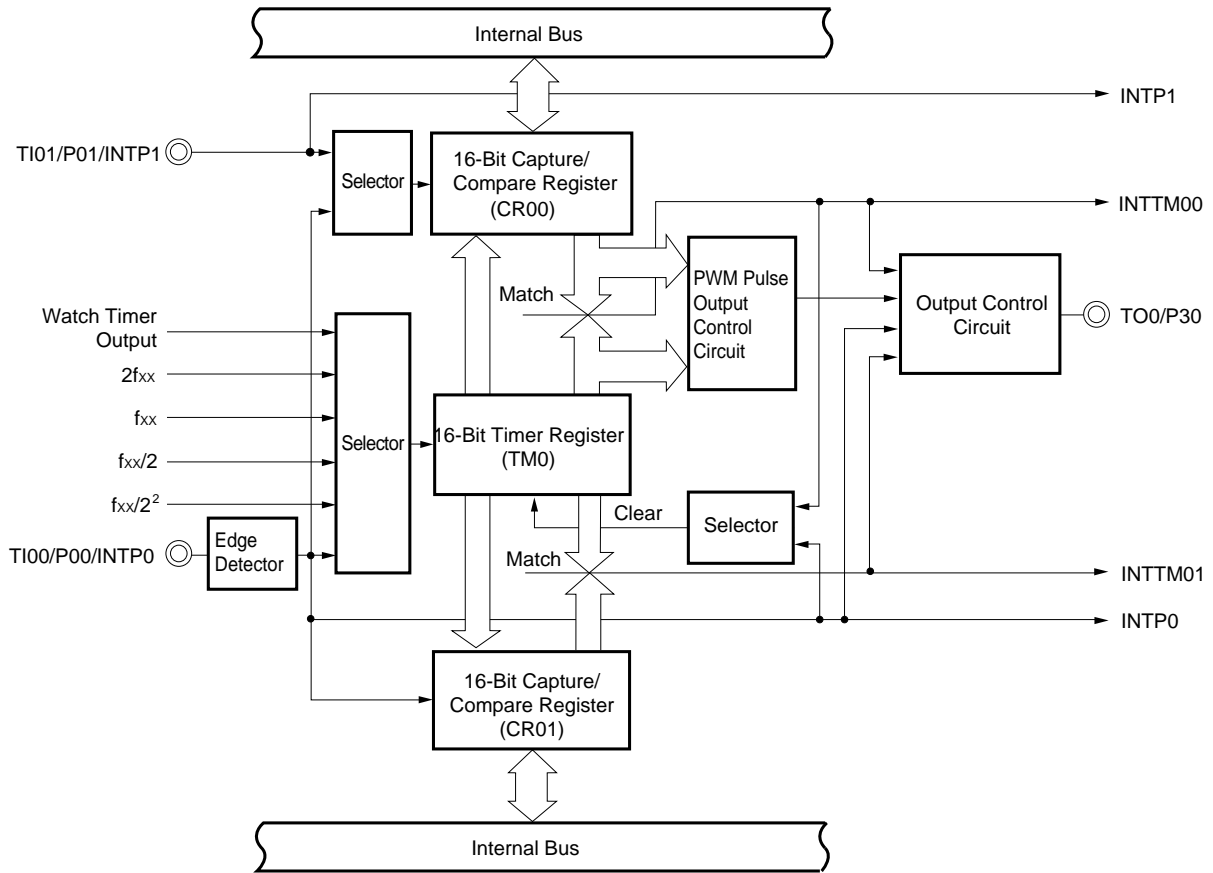 Internal Bus
INTP1
TI01/P01/INTP1
Selector
16-Bit Capture/
Compare Register
(CR00)
INTTM00
PWM Pulse
Output
Control
Circuit
Output Control
Circuit
TO0/P30
Match
Watch Timer
Output
2fxx
fxx
fxx/2
fxx/2²
Selector
16-Bit Timer Register
(TM0)
Clear
Selector
TI00/P00/INTP0
Edge
Detector
Match
INTTM01
INTP0
16-Bit Capture/
Compare Register
(CR01)
Internal Bus